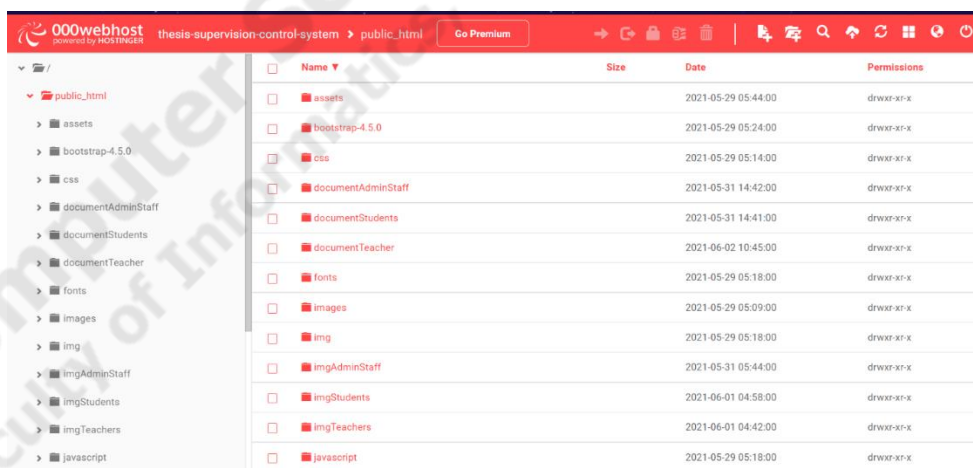 000webhost
powered by HOSTINGER
thesis-supervision-control-system > public_html
Go Premium
/
public_html
assets
bootstrap-4.5.0
css
documentAdminStaff
documentStudents
documentTeacher
fonts
images
img
imgAdminStaff
imgStudents
imgTeachers
javascript
Name ▼ Size Date Permissions
assets 2021-05-29 05:44:00 drwxr-xr-x
bootstrap-4.5.0 2021-05-29 05:24:00 drwxr-xr-x
css 2021-05-29 05:14:00 drwxr-xr-x
documentAdminStaff 2021-05-31 14:42:00 drwxr-xr-x
documentStudents 2021-05-31 14:41:00 drwxr-xr-x
documentTeacher 2021-06-02 10:45:00 drwxr-xr-x
fonts 2021-05-29 05:18:00 drwxr-xr-x
images 2021-05-29 05:09:00 drwxr-xr-x
img 2021-05-29 05:18:00 drwxr-xr-x
imgAdminStaff 2021-05-31 05:44:00 drwxr-xr-x
imgStudents 2021-06-01 04:58:00 drwxr-xr-x
imgTeachers 2021-06-01 04:42:00 drwxr-xr-x
javascript 2021-05-29 05:18:00 drwxr-xr-x
mputer S
culty of Informatics,